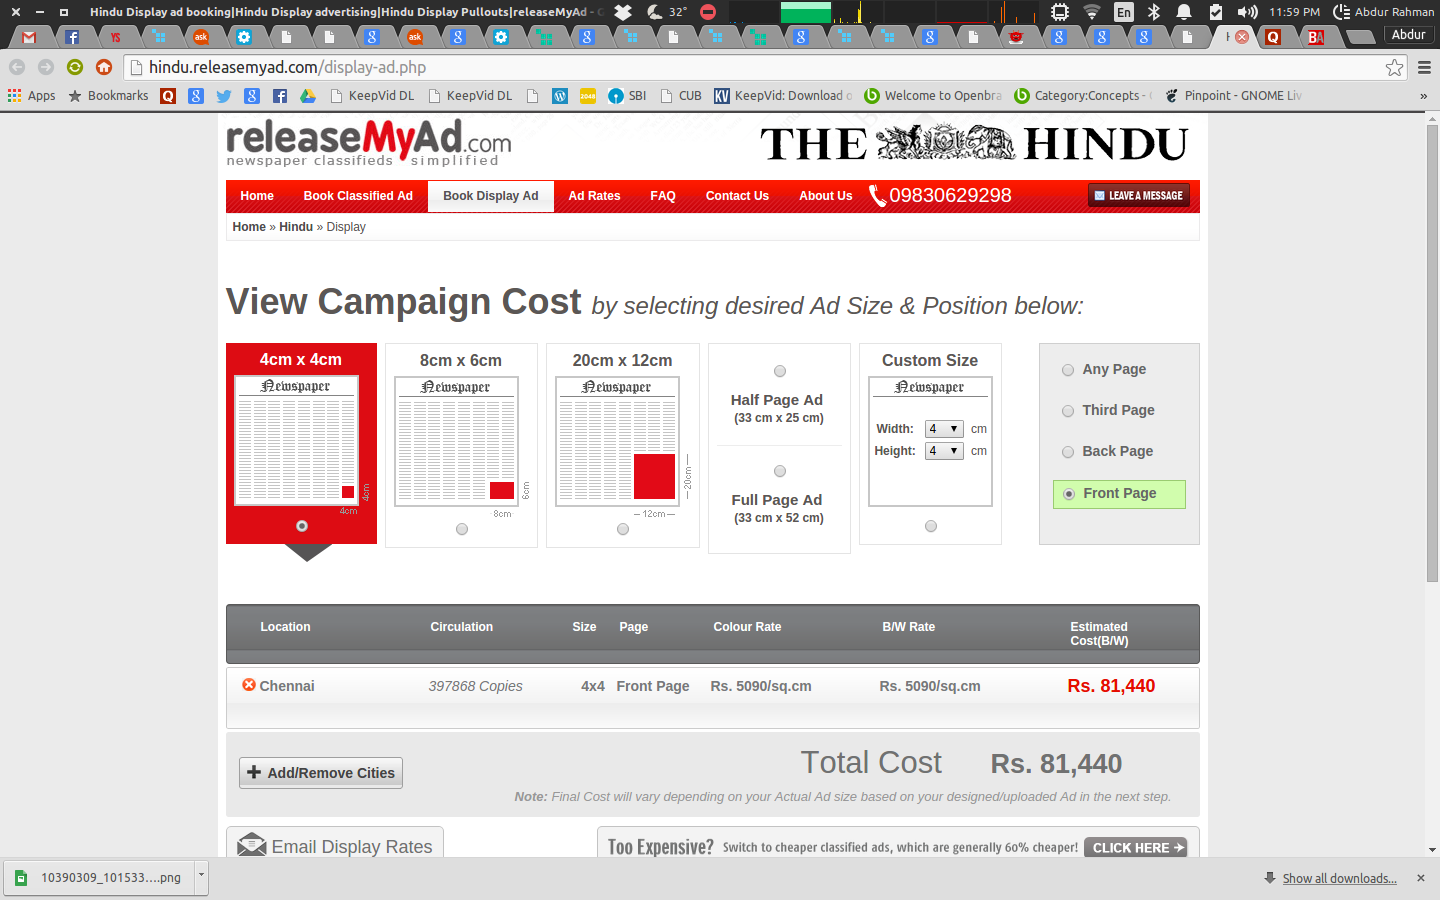 Hindu Display ad booking|Hindu Display advertising|Hindu Display Pullouts|releaseMyAd - G
32°
En
11:59 PM
Abdur Rahman
Abdur
hindu.releasemyad.com/display-ad.php
Apps
Bookmarks
KeepVid DL
KeepVid DL
SBI
CUB
KeepVid: Download o
Welcome to Openbra
Category:Concepts -
Pinpoint - GNOME Liv
»
releaseMyAd.com
newspaper classifieds simplified
THE HINDU
Home
Book Classified Ad
Book Display Ad
Ad Rates
FAQ
Contact Us
About Us
09830629298
LEAVE A MESSAGE
Home » Hindu » Display
View Campaign Cost by selecting desired Ad Size & Position below:
4cm x 4cm
Newspaper
4cm
4cm
8cm x 6cm
Newspaper
6cm
8cm
20cm x 12cm
Newspaper
20cm
12cm
Half Page Ad
(33 cm x 25 cm)
Full Page Ad
(33 cm x 52 cm)
Custom Size
Newspaper
Width: 4 cm
Height: 4 cm
Any Page
Third Page
Back Page
Front Page
Location Circulation Size Page Colour Rate B/W Rate Estimated
Cost(B/W)
Chennai 397868 Copies 4x4 Front Page Rs. 5090/sq.cm Rs. 5090/sq.cm Rs. 81,440
Add/Remove Cities
Total Cost Rs. 81,440
Note: Final Cost will vary depending on your Actual Ad size based on your designed/uploaded Ad in the next step.
Email Display Rates
Too Expensive? Switch to cheaper classified ads, which are generally 60% cheaper! CLICK HERE
10390309_101533....png
Show all downloads...